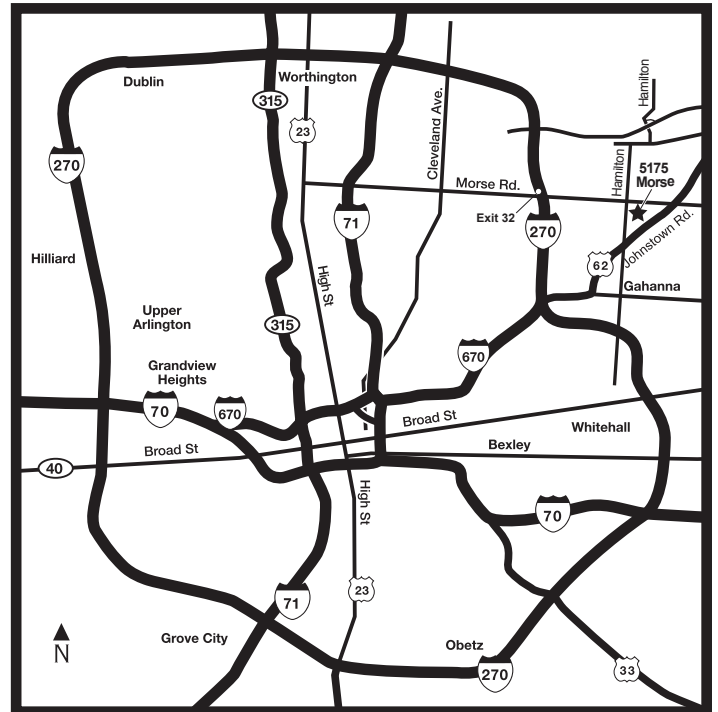 Dublin
Worthington
315
23
270
Cleveland Ave.
Hamilton
Hamilton
5175
Morse
Morse Rd.
Exit 32
71
270
Hilliard
High St
62
Johnstown Rd.
Gahanna
Upper
Arlington
315
Grandview
Heights
670
70
670
Broad St
Broad St
Whitehall
Bexley
40
High St
70
23
71
N
Grove City
Obetz
270
33